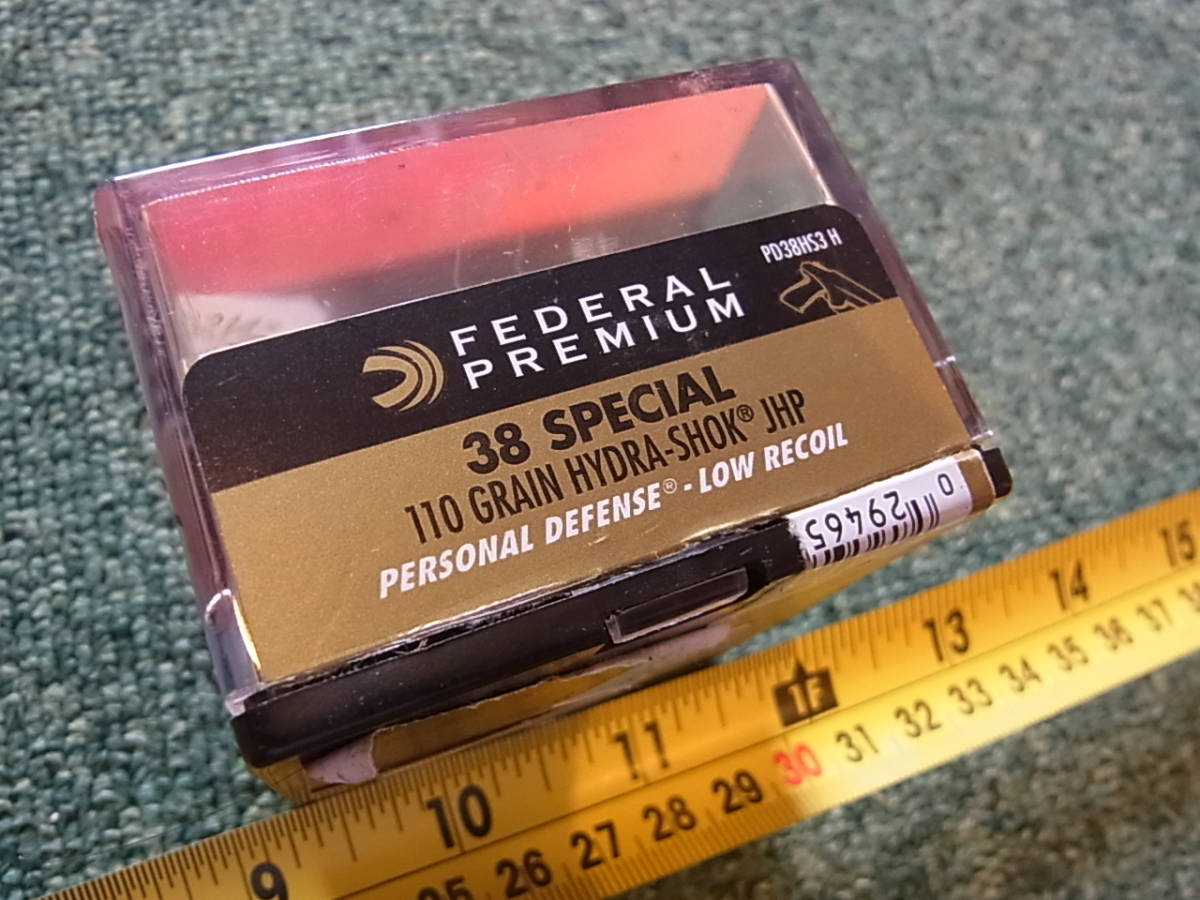 PD38HS3 H
FEDERAL
PREMIUM
38 SPECIAL
110 GRAIN HYDRA-SHOK® JHP
PERSONAL DEFENSE® - LOW RECOIL
0 29465
9 10 11 1F 13 14 15
25 26 27 28 29 30 31 32 33 34 35 36 37